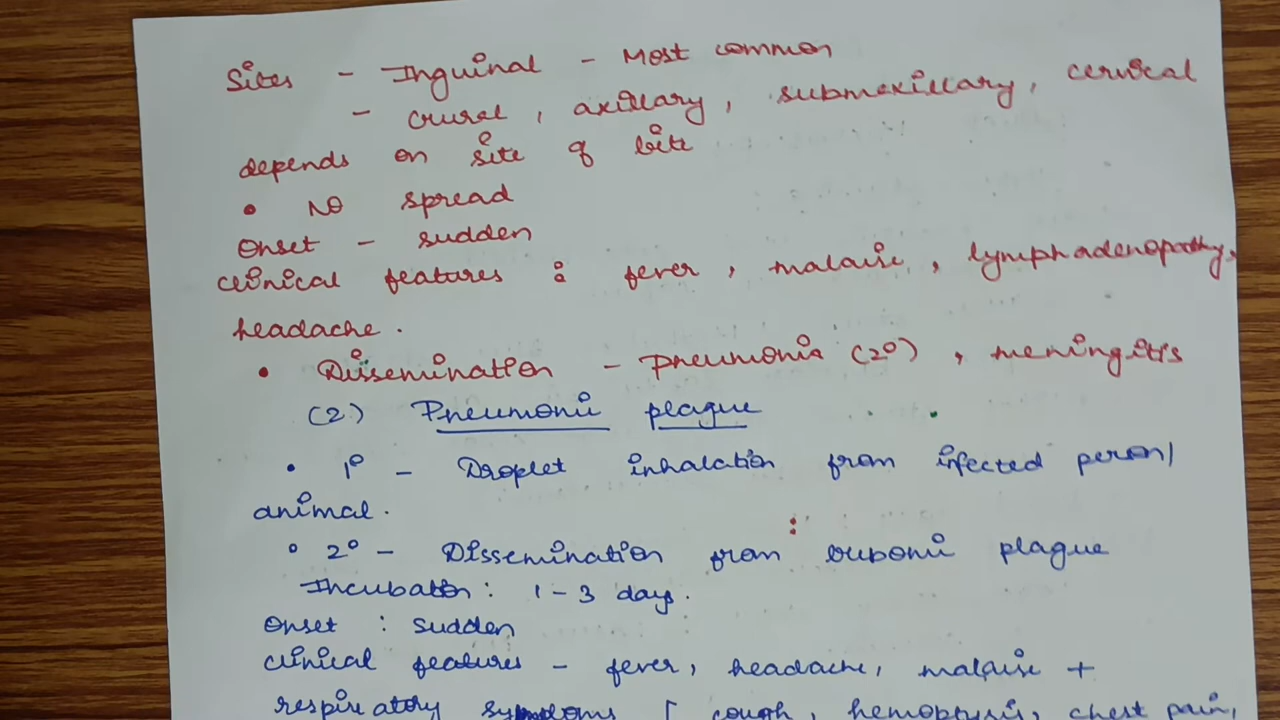 Sites - Inguinal - Most common
- crural, axillary, submaxillary, cervical
depends on site of bite
• No spread
Onset - sudden
clinical features : fever, malaise, lymphadenopathy,
headache.
• Dissemination - Pneumonia (2°), meningitis
(2) Pneumonic plague
• 1° - Droplet inhalation from infected peron/
animal.
• 2° - Dissemination from bubonic plague
Incubation: 1-3 days.
Onset : sudden
clinical features - fever, headache, malaise +
respiratory symptoms [ cough, hemoptysis, chest pain,